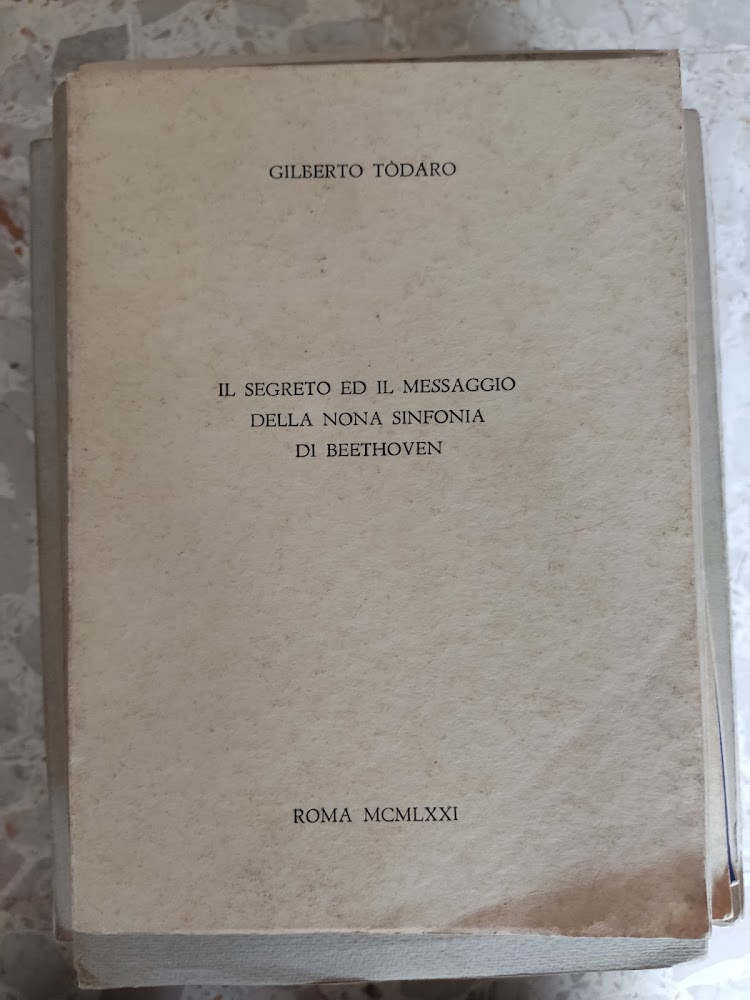 GILBERTO TÒDARO
IL SEGRETO ED IL MESSAGGIO
DELLA NONA SINFONIA
DI BEETHOVEN
ROMA MCMLXXI